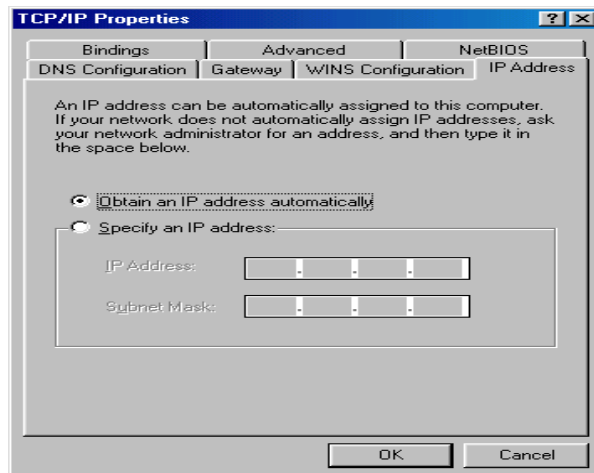 TCP/IP Properties
Bindings Advanced NetBIOS
DNS Configuration Gateway WINS Configuration IP Address
An IP address can be automatically assigned to this computer.
If your network does not automatically assign IP addresses, ask
your network administrator for an address, and then type it in
the space below.
Obtain an IP address automatically
Specify an IP address:
IP Address:
Subnet Mask:
OK Cancel